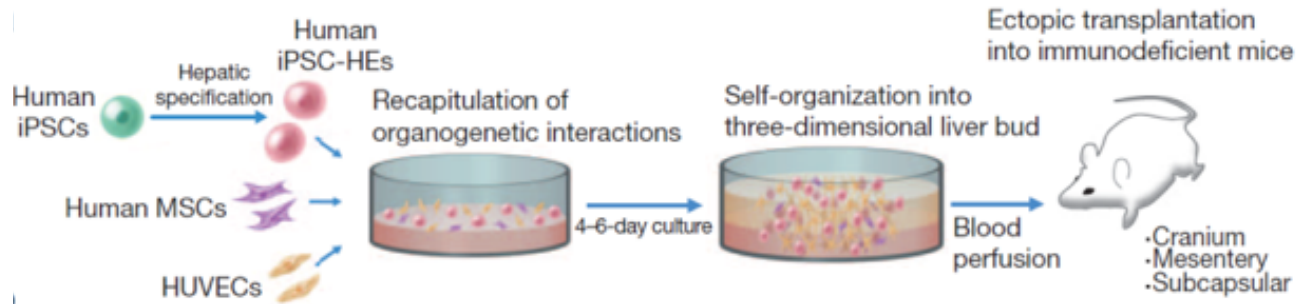 Human
iPSCs
Hepatic
specification
Human
iPSC-HEs
Human MSCs
HUVECs
Recapitulation of
organogenetic interactions
4–6-day culture
Self-organization into
three-dimensional liver bud
Blood
perfusion
Ectopic transplantation
into immunodeficient mice
·Cranium
·Mesentery
·Subcapsular